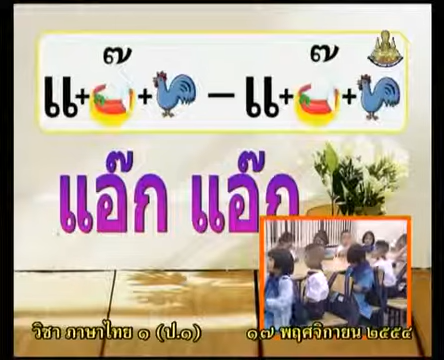 แ+๊+ - แ+๊+
แอ๊ก แอ๊ก
วิชา ภาษาไทย ๑ (ป.๑) ๑๗ พฤศจิกายน ๒๕๕๔